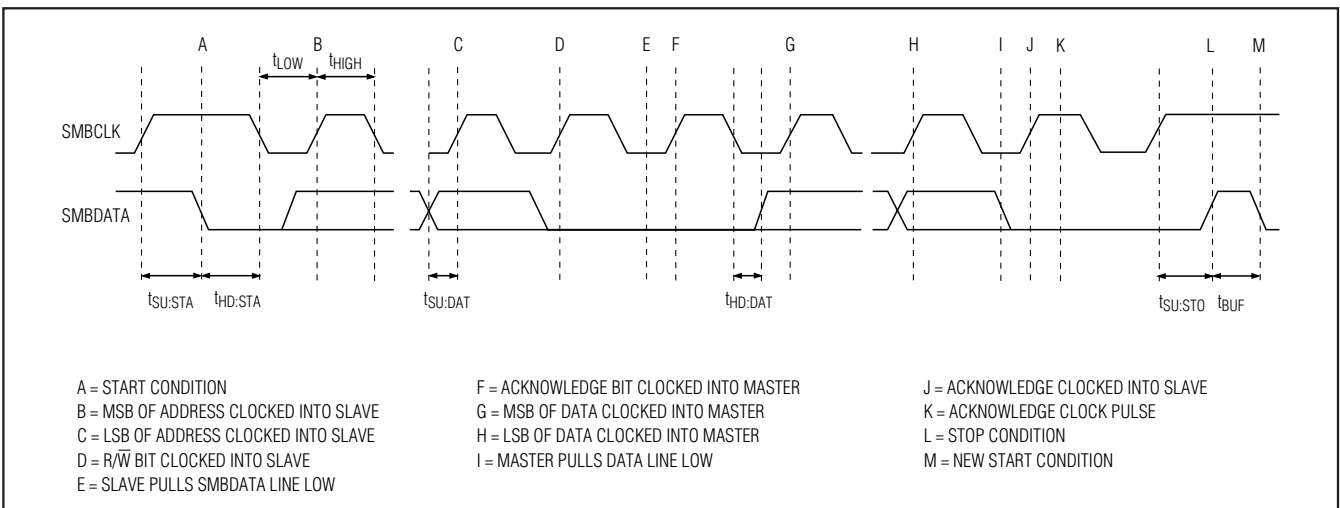 A B C D E F G H I J K L M
tLOW tHIGH
SMBCLK
SMBDATA
tSU:STA tHD:STA tSU:DAT tHD:DAT tSU:STO tBUF
A = START CONDITION
B = MSB OF ADDRESS CLOCKED INTO SLAVE
C = LSB OF ADDRESS CLOCKED INTO SLAVE
D = R/W̅ BIT CLOCKED INTO SLAVE
E = SLAVE PULLS SMBDATA LINE LOW
F = ACKNOWLEDGE BIT CLOCKED INTO MASTER
G = MSB OF DATA CLOCKED INTO MASTER
H = LSB OF DATA CLOCKED INTO MASTER
I = MASTER PULLS DATA LINE LOW
J = ACKNOWLEDGE CLOCKED INTO SLAVE
K = ACKNOWLEDGE CLOCK PULSE
L = STOP CONDITION
M = NEW START CONDITION